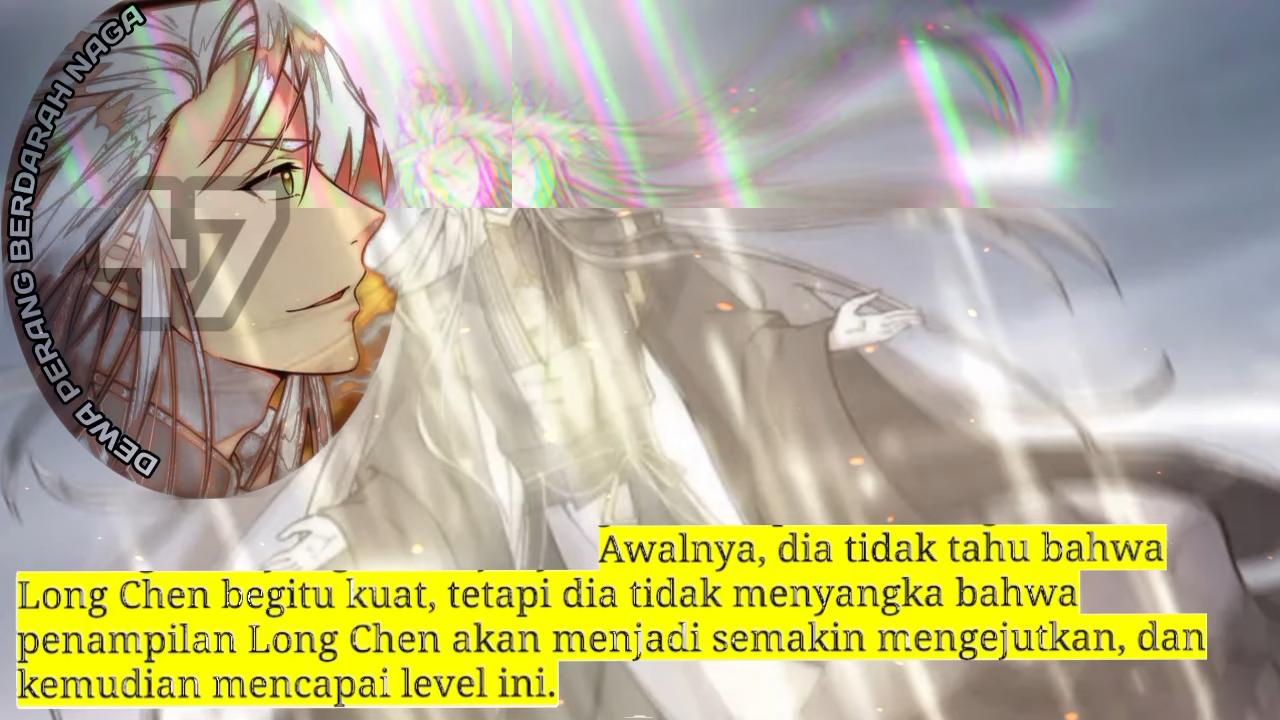 DEWA PERANG BERDARAH NAGA
47
Awalnya, dia tidak tahu bahwa
Long Chen begitu kuat, tetapi dia tidak menyangka bahwa
penampilan Long Chen akan menjadi semakin mengejutkan, dan
kemudian mencapai level ini.